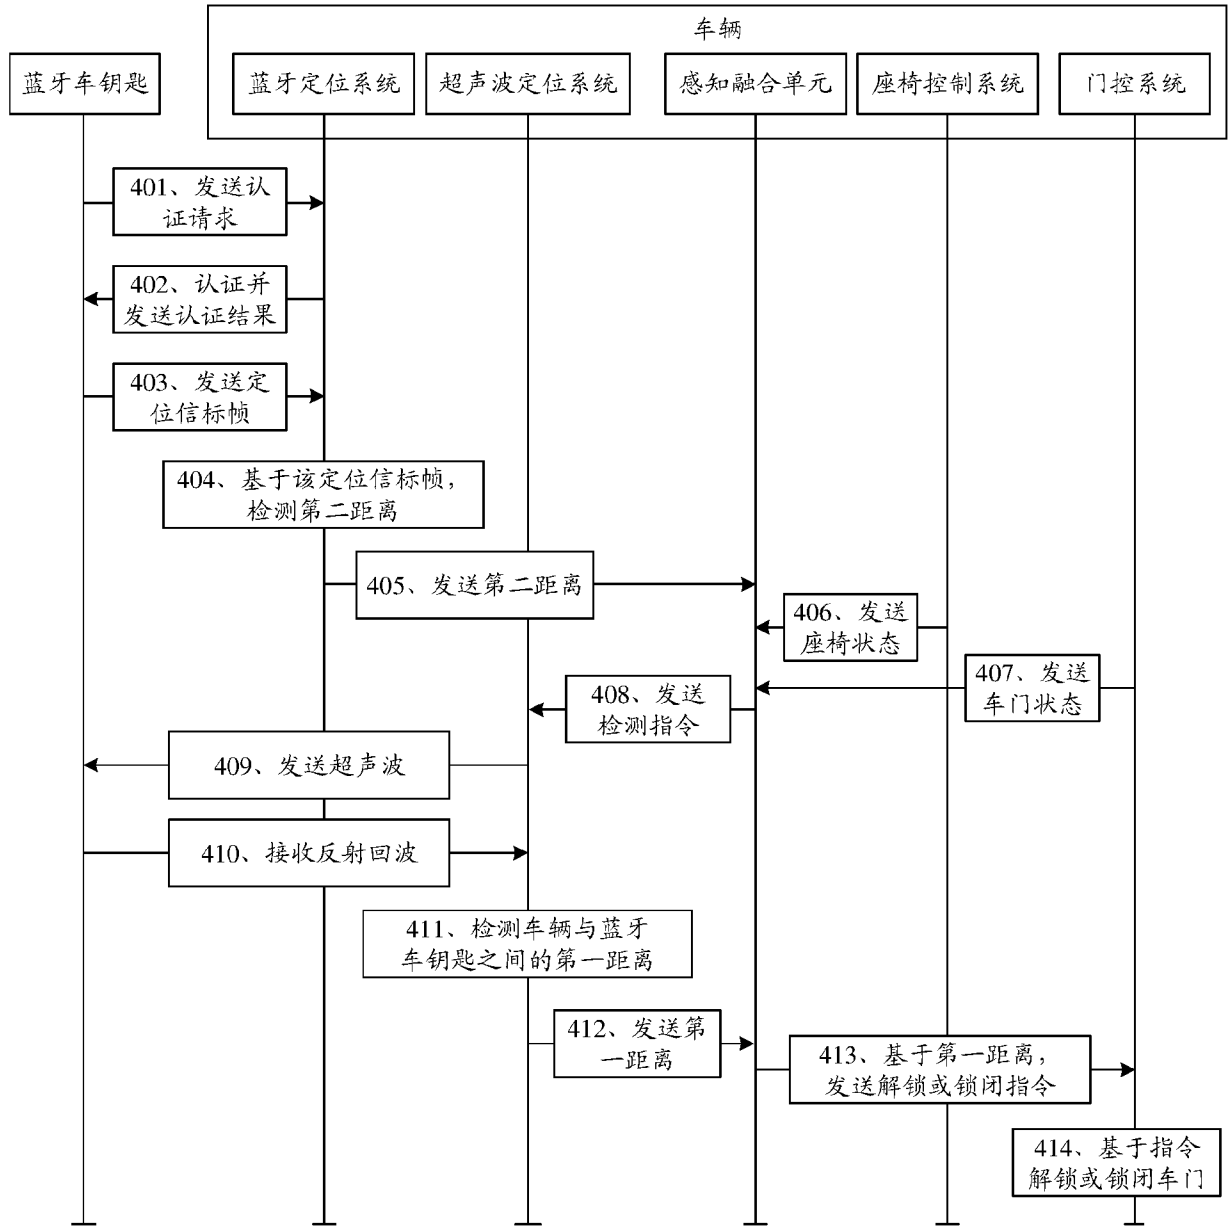 车辆
蓝牙车钥匙
蓝牙定位系统
超声波定位系统
感知融合单元
座椅控制系统
门控系统
401、发送认
证请求
402、认证并
发送认证结果
403、发送定
位信标帧
404、基于该定位信标帧，
检测第二距离
405、发送第二距离
406、发送
座椅状态
407、发送
车门状态
408、发送
检测指令
409、发送超声波
410、接收反射回波
411、检测车辆与蓝牙
车钥匙之间的第一距离
412、发送第
一距离
413、基于第一距离，
发送解锁或锁闭指令
414、基于指令
解锁或锁闭车门